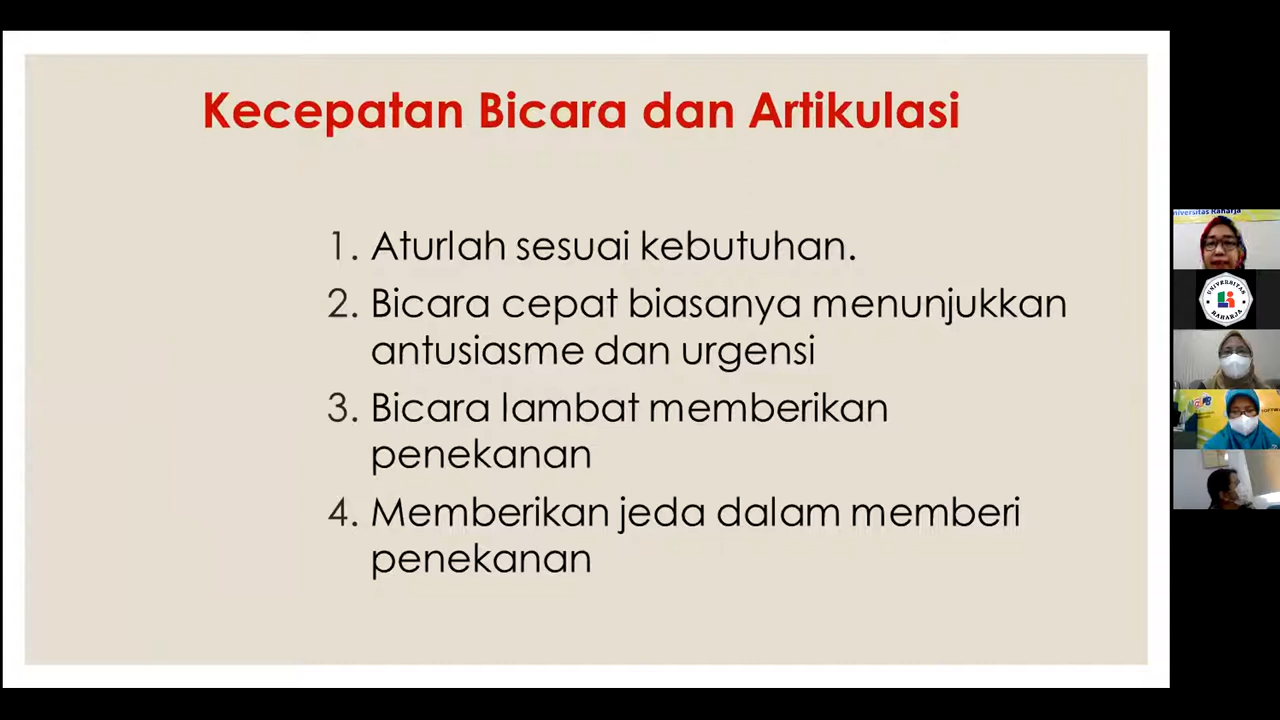 Kecepatan Bicara dan Artikulasi
1. Aturlah sesuai kebutuhan.
2. Bicara cepat biasanya menunjukkan
antusiasme dan urgensi
3. Bicara lambat memberikan
penekanan
4. Memberikan jeda dalam memberi
penekanan
niversitas Raharja
UNIVERSITAS
RAHARJA